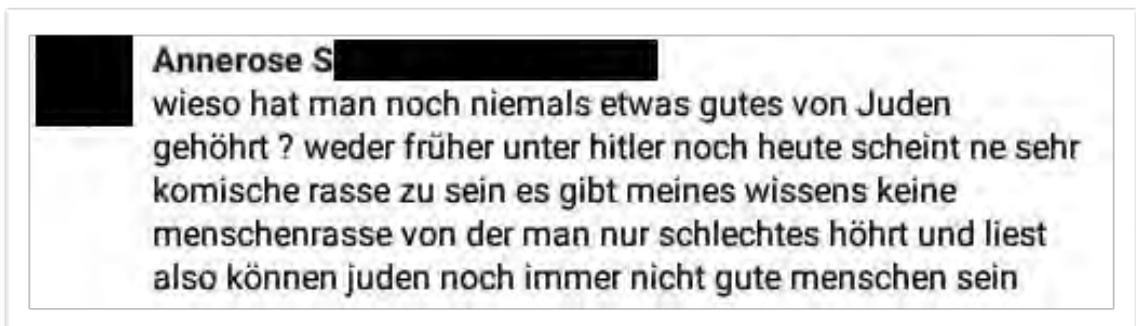 Annerose S
wieso hat man noch niemals etwas gutes von Juden
gehöhrt ? weder früher unter hitler noch heute scheint ne sehr
komische rasse zu sein es gibt meines wissens keine
menschenrasse von der man nur schlechtes höhrt und liest
also können juden noch immer nicht gute menschen sein